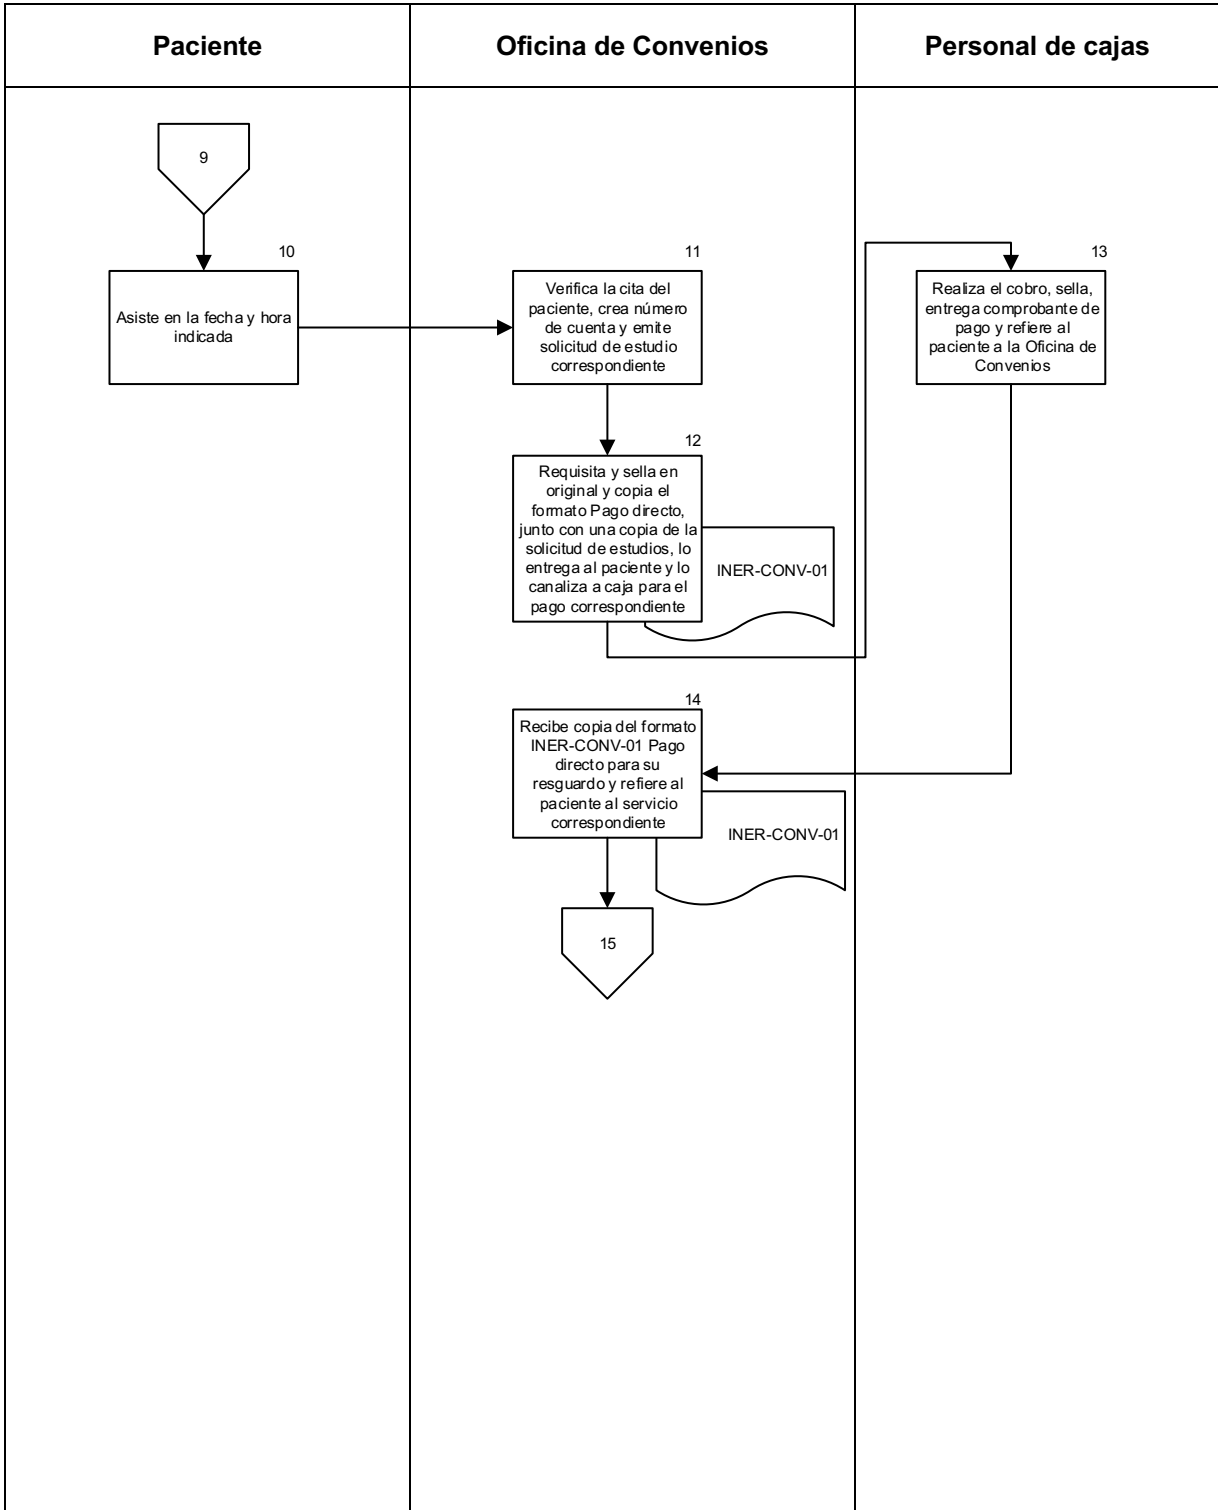 Paciente
Oficina de Convenios
Personal de cajas
9
10
Asiste en la fecha y hora
indicada
11
Verifica la cita del
paciente, crea número
de cuenta y emite
solicitud de estudio
correspondiente
12
Requisita y sella en
original y copia el
formato Pago directo,
junto con una copia de la
solicitud de estudios, lo
entrega al paciente y lo
canaliza a caja para el
pago correspondiente
INER-CONV-01
13
Realiza el cobro, sella,
entrega comprobante de
pago y refiere al
paciente a la Oficina de
Convenios
14
Recibe copia del formato
INER-CONV-01 Pago
directo para su
resguardo y refiere al
paciente al servicio
correspondiente
INER-CONV-01
15